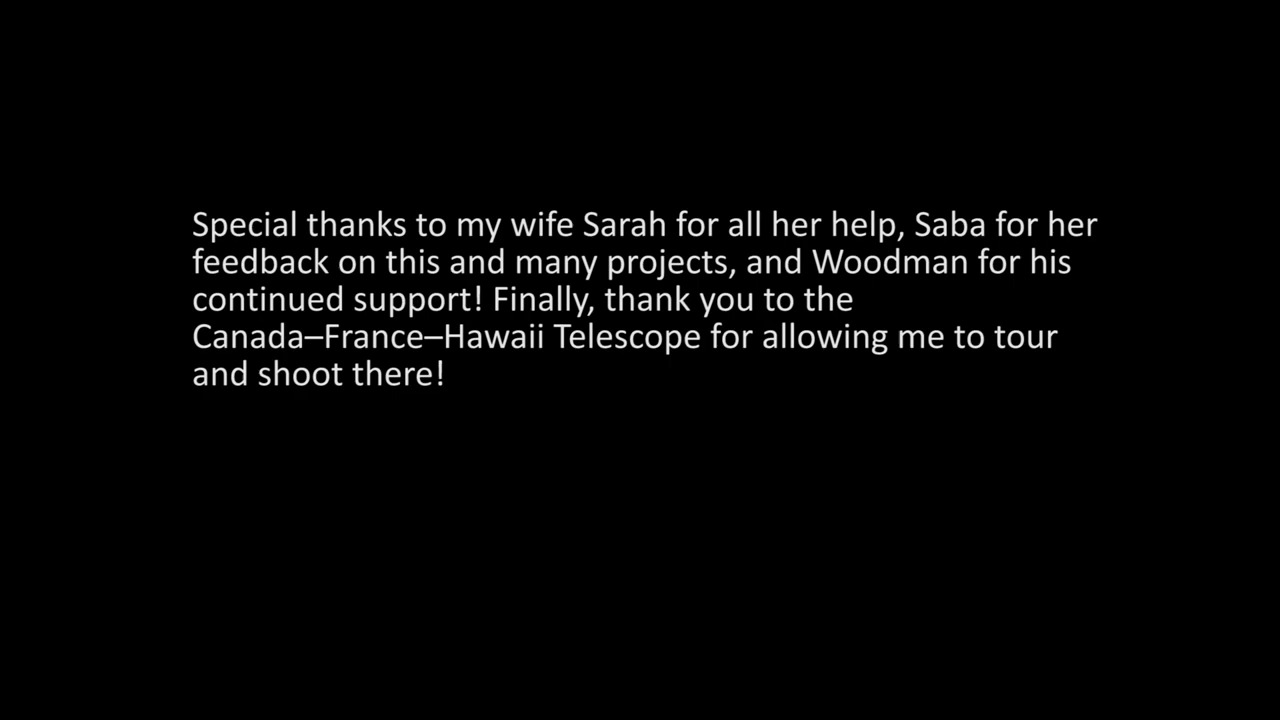 Special thanks to my wife Sarah for all her help, Saba for her
feedback on this and many projects, and Woodman for his
continued support! Finally, thank you to the
Canada–France–Hawaii Telescope for allowing me to tour
and shoot there!